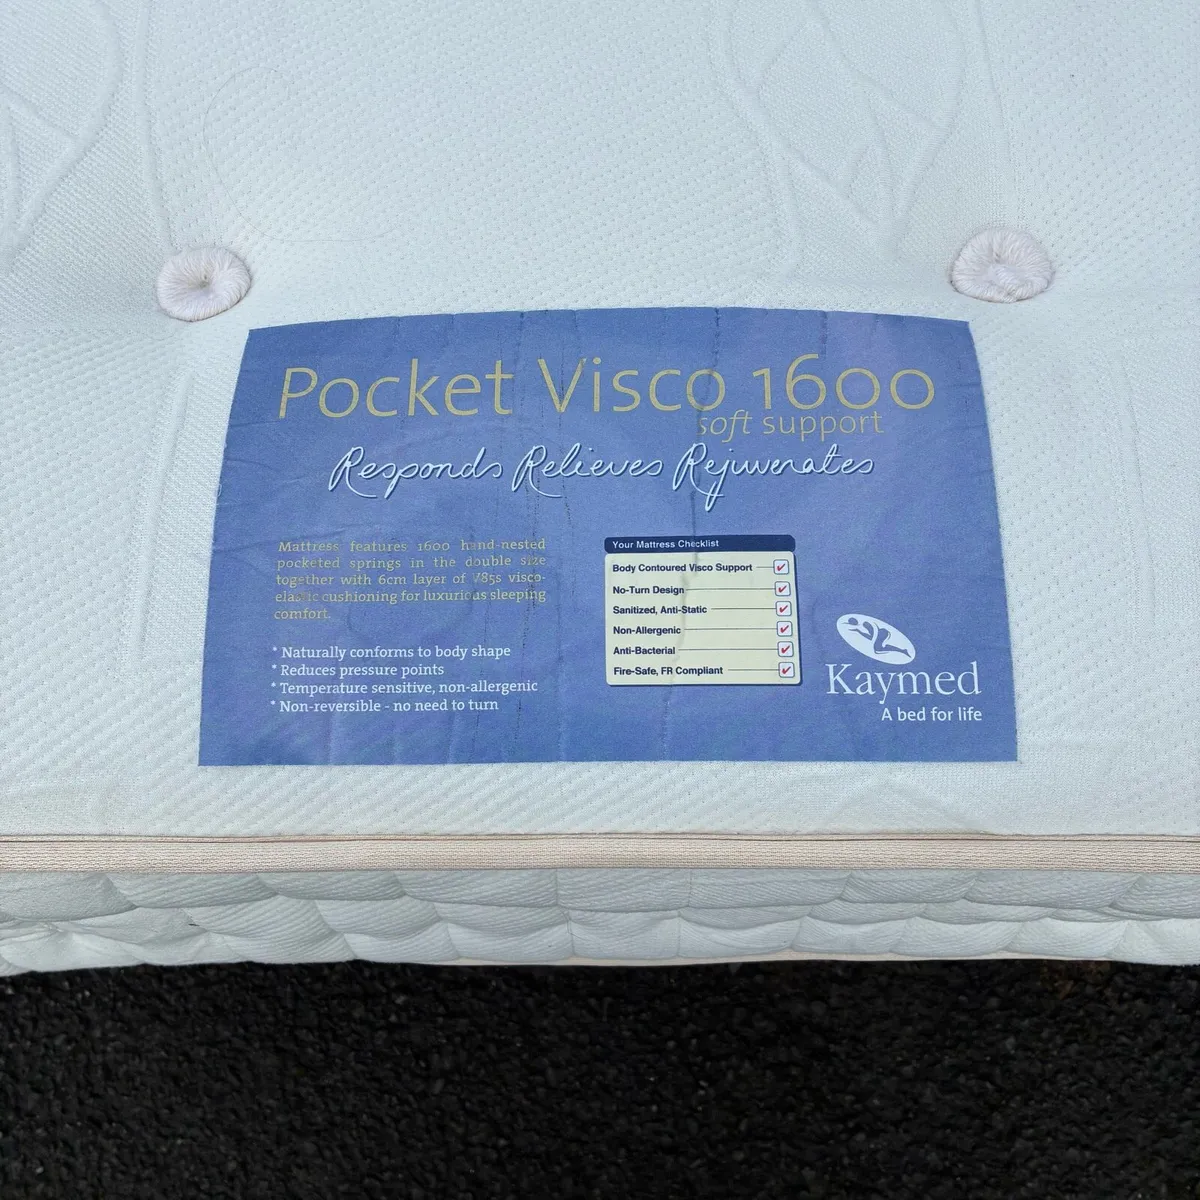 Pocket Visco 1600
soft support
Responds Relieves Rejuvenates
Mattress features 1600 hand-nested
pocketed springs in the double size
together with 6cm layer of V85s visco-
elastic cushioning for luxurious sleeping
comfort.
* Naturally conforms to body shape
* Reduces pressure points
* Temperature sensitive, non-allergenic
* Non-reversible - no need to turn
Your Mattress Checklist
Body Contoured Visco Support
No-Turn Design
Sanitized, Anti-Static
Non-Allergenic
Anti-Bacterial
Fire-Safe, FR Compliant
Kaymed
A bed for life